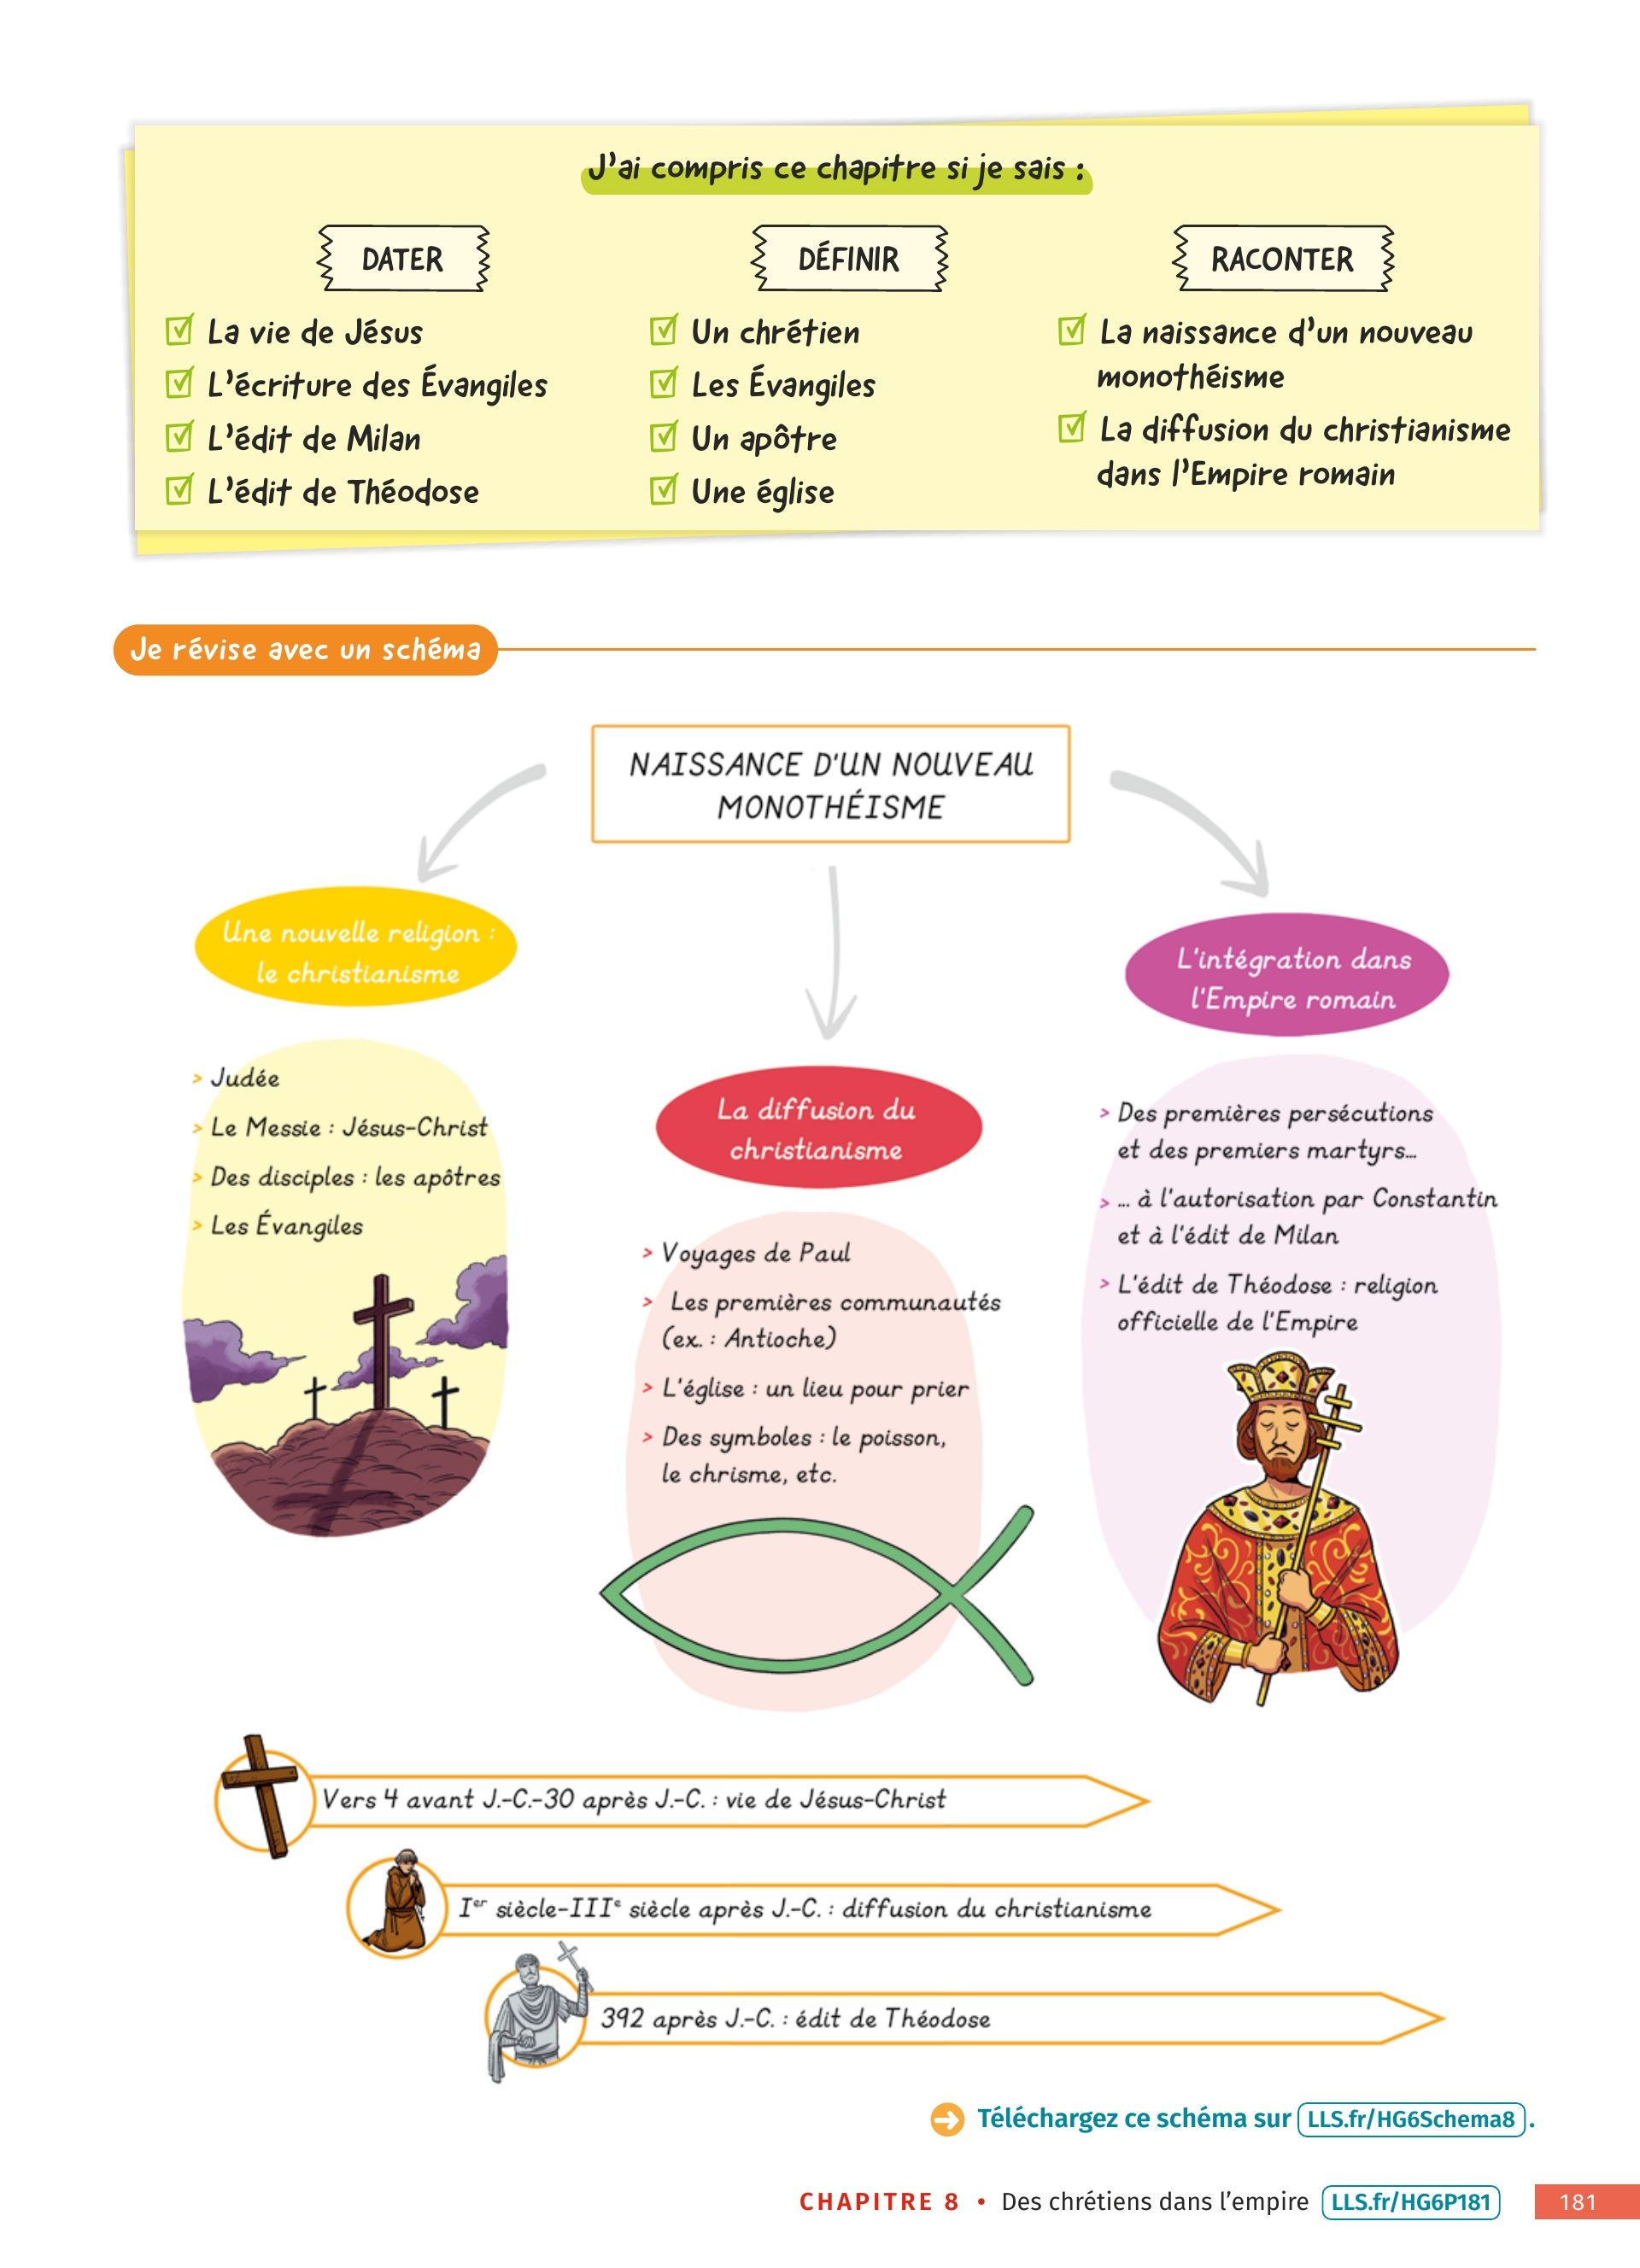 J'ai compris ce chapitre si je sais :
DATER
La vie de Jésus
L'écriture des Évangiles
L'édit de Milan
L'édit de Théodose
DÉFINIR
Un chrétien
Les Évangiles
Un apôtre
Une église
RACONTER
La naissance d'un nouveau
monothéisme
La diffusion du christianisme
dans l'Empire romain
Je révise avec un schéma
NAISSANCE D'UN NOUVEAU
MONOTHÉISME
Une nouvelle religion :
le christianisme
> Judée
> Le Messie : Jésus-Christ
> Des disciples : les apôtres
> Les Évangiles
La diffusion du
christianisme
> Voyages de Paul
> Les premières communautés
(ex. : Antioche)
> L'église : un lieu pour prier
> Des symboles : le poisson,
le chrisme, etc.
L'intégration dans
l'Empire romain
> Des premières persécutions
et des premiers martyrs...
> ... à l'autorisation par Constantin
et à l'édit de Milan
> L'édit de Théodose : religion
officielle de l'Empire
Vers 4 avant J.-C.-30 après J.-C. : vie de Jésus-Christ
Ier siècle-IIIe siècle après J.-C. : diffusion du christianisme
392 après J.-C. : édit de Théodose
Téléchargez ce schéma sur LLS.fr/HG6Schema8.
CHAPITRE 8 • Des chrétiens dans l'empire LLS.fr/HG6P181 181